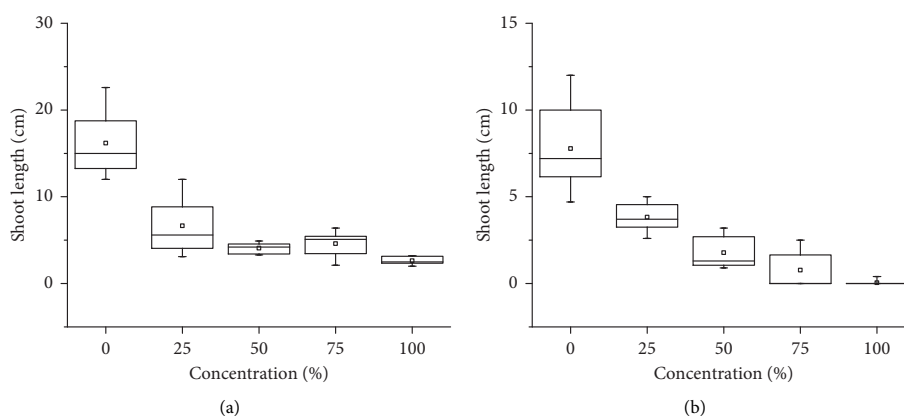 30
20
10
0
Shoot length (cm)
0 25 50 75 100
Concentration (%)
(a)
15
10
5
0
Shoot length (cm)
0 25 50 75 100
Concentration (%)
(b)